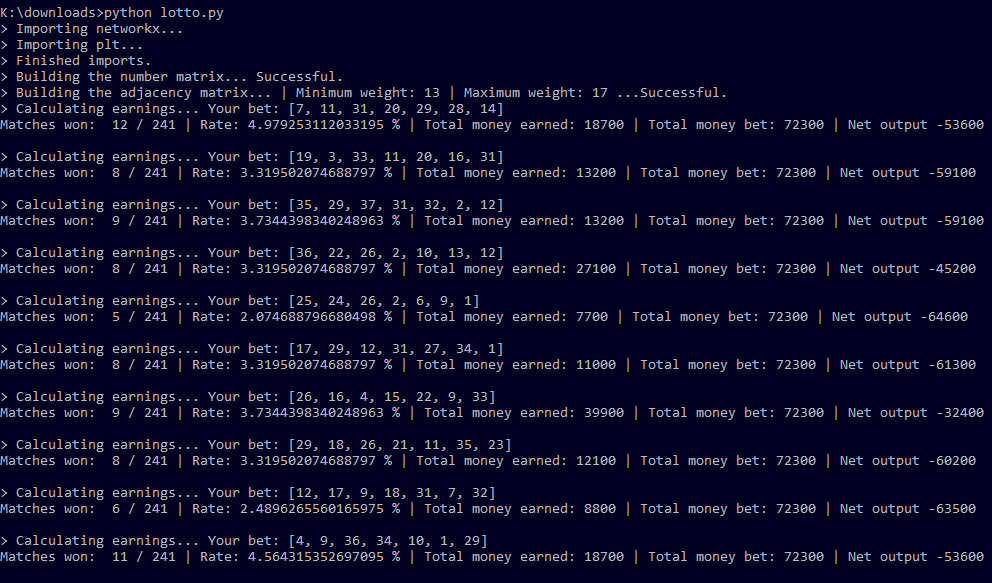 K:\downloads>python lotto.py
> Importing networkx...
> Importing plt...
> Finished imports.
> Building the number matrix... Successful.
> Building the adjacency matrix... | Minimum weight: 13 | Maximum weight: 17 ...Successful.
> Calculating earnings... Your bet: [7, 11, 31, 20, 29, 28, 14]
Matches won:  12 / 241 | Rate: 4.979253112033195 % | Total money earned: 18700 | Total money bet: 72300 | Net output -53600
> Calculating earnings... Your bet: [19, 3, 33, 11, 20, 16, 31]
Matches won:  8 / 241 | Rate: 3.319502074688797 % | Total money earned: 13200 | Total money bet: 72300 | Net output -59100
> Calculating earnings... Your bet: [35, 29, 37, 31, 32, 2, 12]
Matches won:  9 / 241 | Rate: 3.7344398340248963 % | Total money earned: 13200 | Total money bet: 72300 | Net output -59100
> Calculating earnings... Your bet: [36, 22, 26, 2, 10, 13, 12]
Matches won:  8 / 241 | Rate: 3.319502074688797 % | Total money earned: 27100 | Total money bet: 72300 | Net output -45200
> Calculating earnings... Your bet: [25, 24, 26, 2, 6, 9, 1]
Matches won:  5 / 241 | Rate: 2.074688796680498 % | Total money earned: 7700 | Total money bet: 72300 | Net output -64600
> Calculating earnings... Your bet: [17, 29, 12, 31, 27, 34, 1]
Matches won:  8 / 241 | Rate: 3.319502074688797 % | Total money earned: 11000 | Total money bet: 72300 | Net output -61300
> Calculating earnings... Your bet: [26, 16, 4, 15, 22, 9, 33]
Matches won:  9 / 241 | Rate: 3.7344398340248963 % | Total money earned: 39900 | Total money bet: 72300 | Net output -32400
> Calculating earnings... Your bet: [29, 18, 26, 21, 11, 35, 23]
Matches won:  8 / 241 | Rate: 3.319502074688797 % | Total money earned: 12100 | Total money bet: 72300 | Net output -60200
> Calculating earnings... Your bet: [12, 17, 9, 18, 31, 7, 32]
Matches won:  6 / 241 | Rate: 2.4896265560165975 % | Total money earned: 8800 | Total money bet: 72300 | Net output -63500
> Calculating earnings... Your bet: [4, 9, 36, 34, 10, 1, 29]
Matches won:  11 / 241 | Rate: 4.564315352697095 % | Total money earned: 18700 | Total money bet: 72300 | Net output -53600